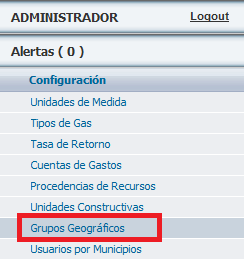 ADMINISTRADOR Logout
Alertas ( 0 )
Configuración
Unidades de Medida
Tipos de Gas
Tasa de Retorno
Cuentas de Gastos
Procedencias de Recursos
Unidades Constructivas
Grupos Geográficos
Usuarios por Municipios